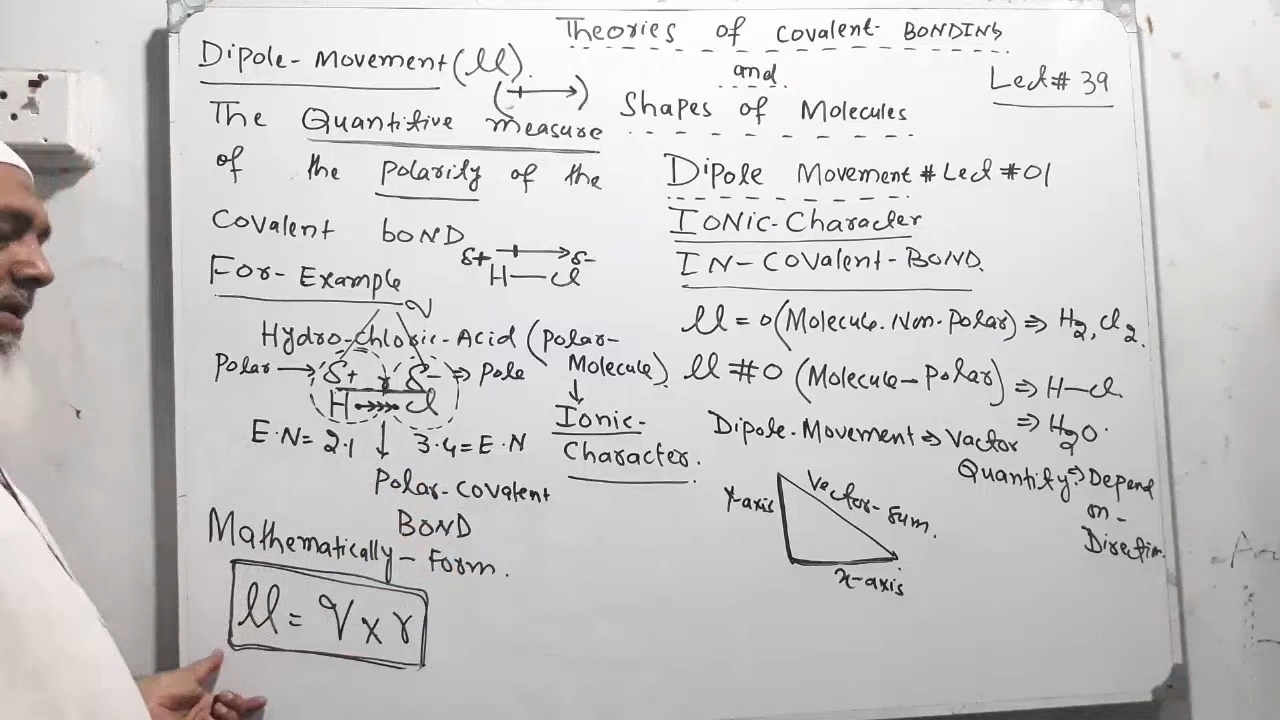 Theories of Covalent BONDING
and
Shapes of Molecules
Lect# 39
Dipole-Movement (μ).
The Quantitive measure
of the polarity of the
Covalent bOND
δ+ δ-
H—Cl
For-Example
q
Hydro-Chloric-Acid (Polar-
Molecule).
Polar→ δ+ r δ- ⇒ Pole
H Cl
E.N= 2.1 ↓ 3.4=E.N
Polar-Covalent
BOND
↓
Ionic-
Character.
Mathematically-Form.
μ= q x r
Dipole Movement # Lect #01
IONic-Character
IN-COValent-BOND.
μ = 0 (Molecule.Non-Polar) ⇒ H2, Cl2.
μ # 0 (Molecule-Polar) ⇒ H-Cl.
⇒ H2O.
Dipole-Movement ⇒ Vector
Quantity ⇒ Depend
on-
Direction.
Y-axis
Vector-sum.
x-axis